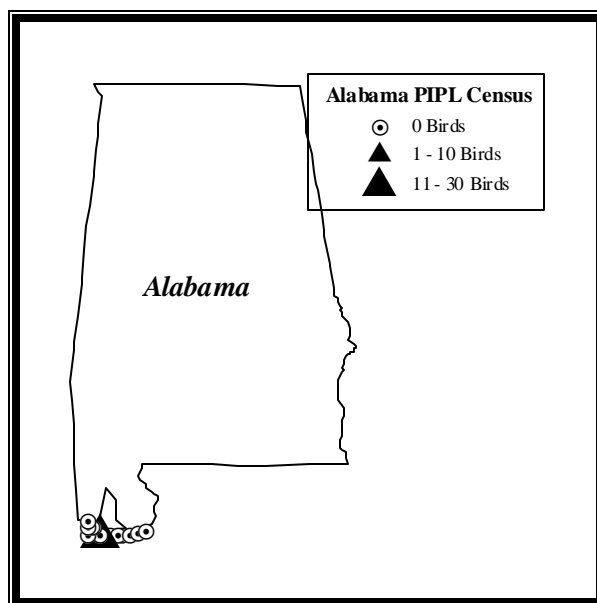 Alabama PIPL Census
0 Birds
1 - 10 Birds
11 - 30 Birds
Alabama